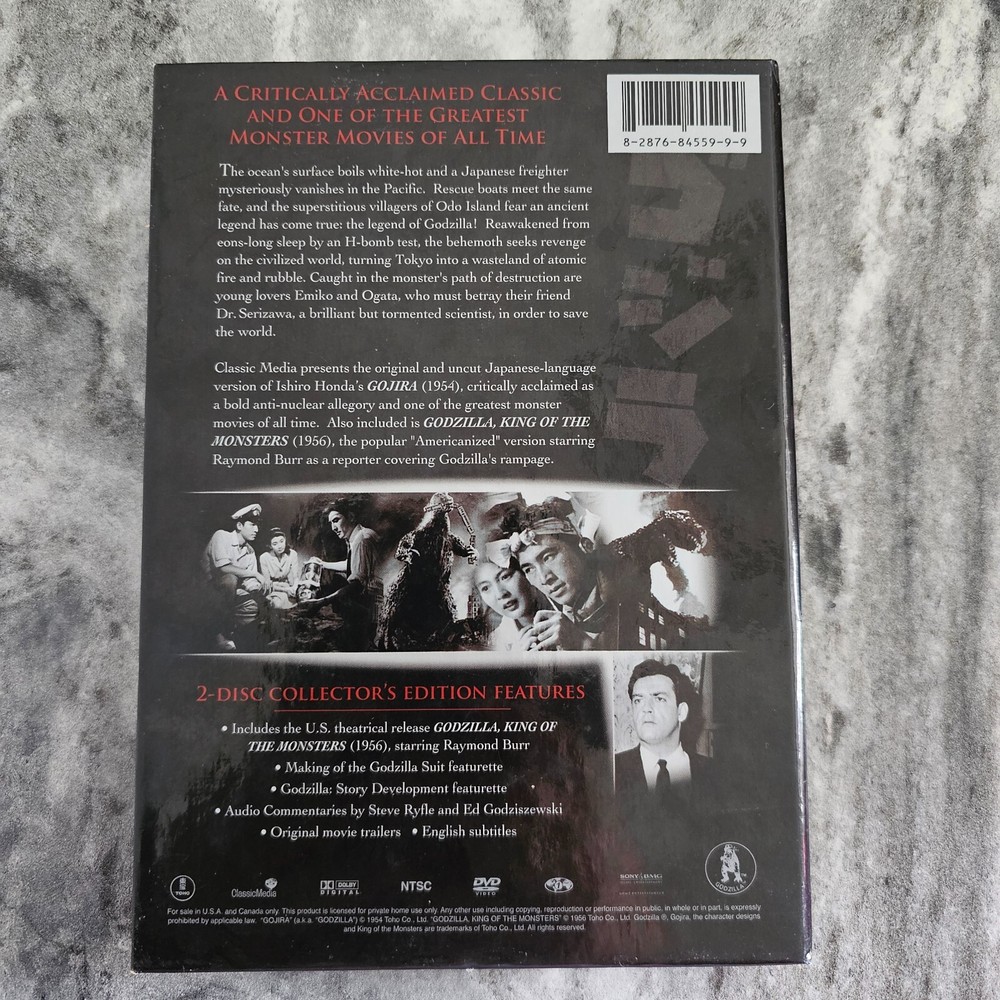 A CRITICALLY ACCLAIMED CLASSIC
AND ONE OF THE GREATEST
MONSTER MOVIES OF ALL TIME
8-2876-84559-9-9
The ocean's surface boils white-hot and a Japanese freighter
mysteriously vanishes in the Pacific. Rescue boats meet the same
fate, and the superstitious villagers of Odo Island fear an ancient
legend has come true: the legend of Godzilla! Reawakened from
eons-long sleep by an H-bomb test, the behemoth seeks revenge
on the civilized world, turning Tokyo into a wasteland of atomic
fire and rubble. Caught in the monster's path of destruction are
young lovers Emiko and Ogata, who must betray their friend
Dr. Serizawa, a brilliant but tormented scientist, in order to save
the world.
Classic Media presents the original and uncut Japanese-language
version of Ishiro Honda's GOJIRA (1954), critically acclaimed as
a bold anti-nuclear allegory and one of the greatest monster
movies of all time. Also included is GODZILLA, KING OF THE
MONSTERS (1956), the popular "Americanized" version starring
Raymond Burr as a reporter covering Godzilla's rampage.
ゴジラ
2-DISC COLLECTOR'S EDITION FEATURES
• Includes the U.S. theatrical release GODZILLA, KING OF
THE MONSTERS (1956), starring Raymond Burr
• Making of the Godzilla Suit featurette
• Godzilla: Story Development featurette
• Audio Commentaries by Steve Ryfle and Ed Godziszewski
• Original movie trailers • English subtitles
TOHO
ClassicMedia
DOLBY DIGITAL
NTSC
DVD VIDEO
SONY BMG
GODZILLA
For sale in U.S.A. and Canada only. This product is licensed for private home use only. Any other use including copying, reproduction or performance in public, in whole or in part, is expressly
prohibited by applicable law. "GOJIRA" (a.k.a. "GODZILLA") © 1954 Toho Co., Ltd. "GODZILLA, KING OF THE MONSTERS" © 1956 Toho Co., Ltd. Godzilla ®, Gojira, the character designs
and King of the Monsters are trademarks of Toho Co., Ltd. All rights reserved.